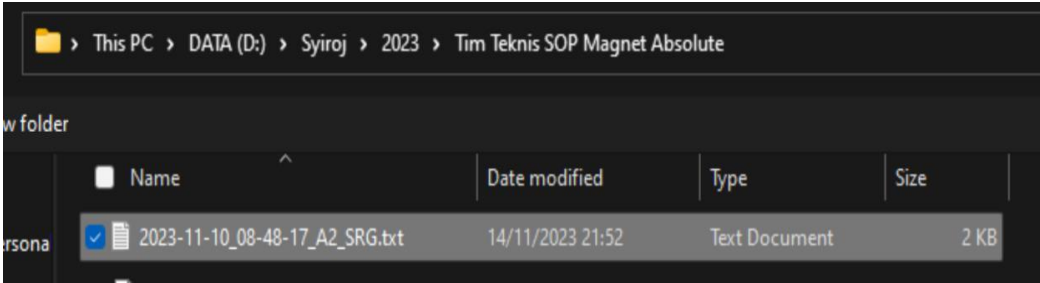 This PC > DATA (D:) > Syiroj > 2023 > Tim Teknis SOP Magnet Absolute
w folder
Name Date modified Type Size
ersona 2023-11-10_08-48-17_A2_SRG.txt 14/11/2023 21:52 Text Document 2 KB